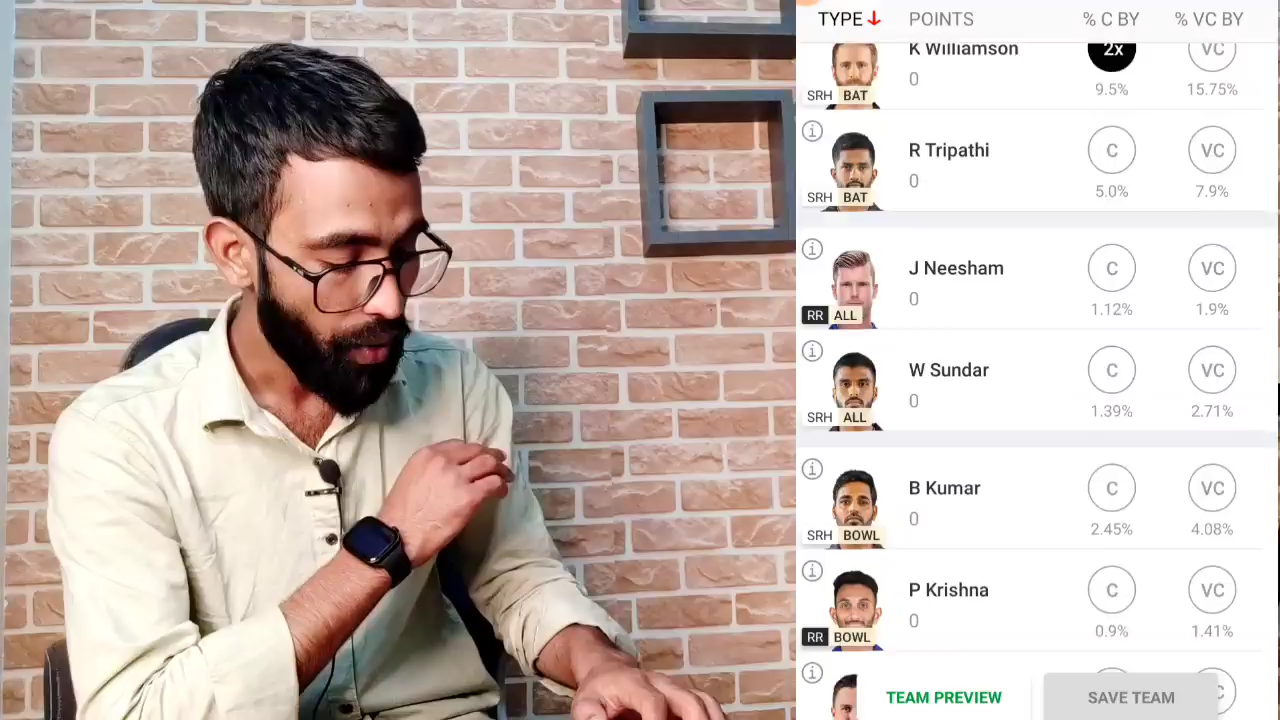 TYPE POINTS % C BY % VC BY
K Williamson 2x VC
0
SRH BAT 9.5% 15.75%
R Tripathi C VC
0
SRH BAT 5.0% 7.9%
J Neesham C VC
0
RR ALL 1.12% 1.9%
W Sundar C VC
0
SRH ALL 1.39% 2.71%
B Kumar C VC
0
SRH BOWL 2.45% 4.08%
P Krishna C VC
0
RR BOWL 0.9% 1.41%
TEAM PREVIEW SAVE TEAM